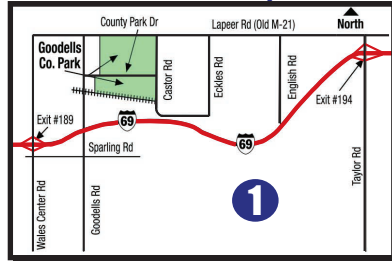 County Park Dr
Lapeer Rd (Old M-21)
North
Goodells
Co. Park
Castor Rd
Eckles Rd
English Rd
Exit #194
Exit #189
69
69
Sparling Rd
Wales Center Rd
Goodells Rd
1
Taylor Rd